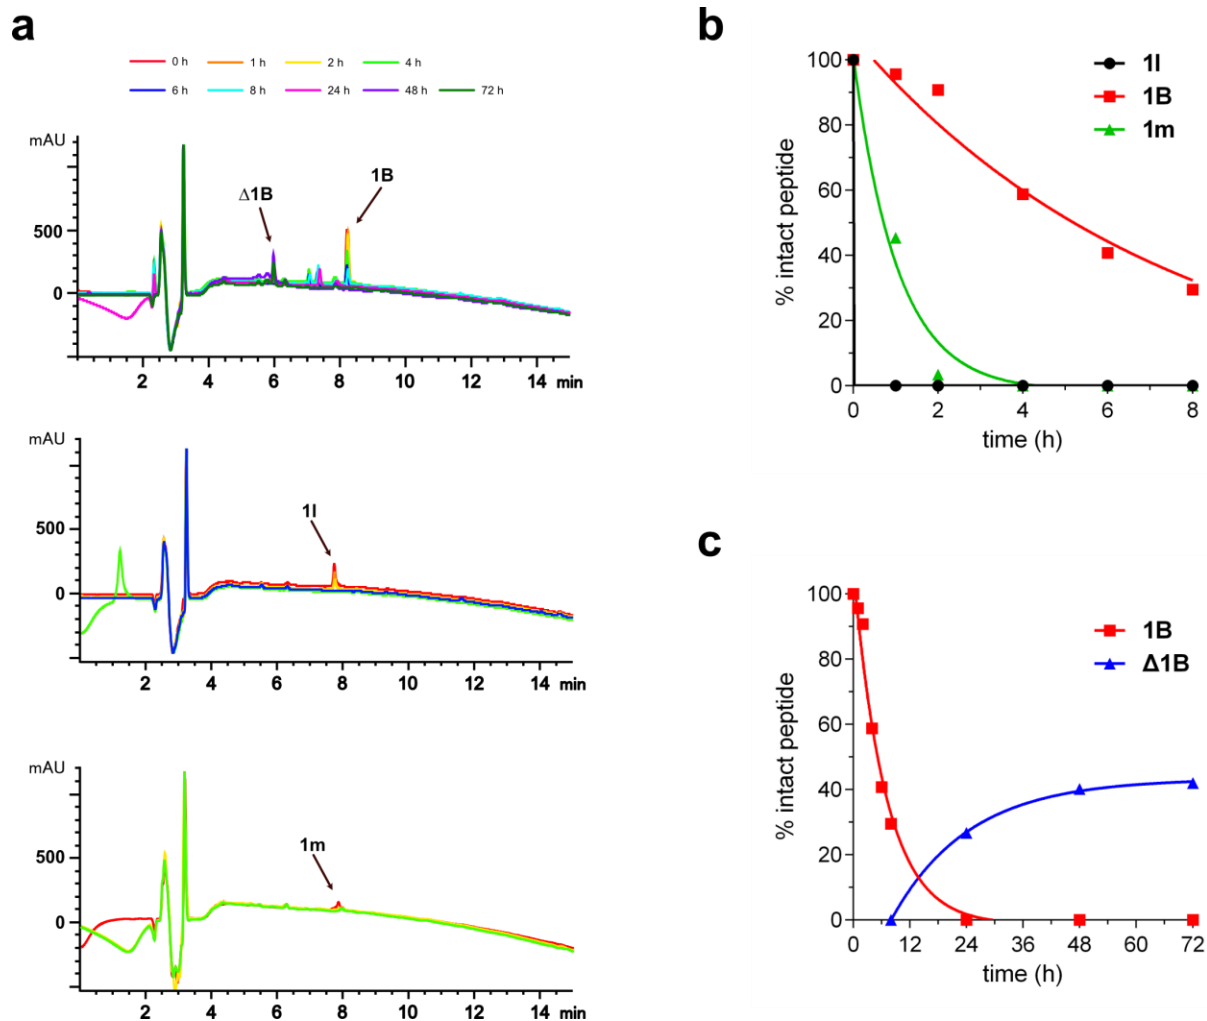 a
0 h 1 h 2 h 4 h
6 h 8 h 24 h 48 h 72 h
mAU
500
0
Δ1B
1B
2 4 6 8 10 12 14 min
mAU
500
0
1l
2 4 6 8 10 12 14 min
mAU
500
0
1m
2 4 6 8 10 12 14 min
b
% intact peptide
100
80
60
40
20
0
0 2 4 6 8
time (h)
1l
1B
1m
c
% intact peptide
100
80
60
40
20
0
0 12 24 36 48 60 72
time (h)
1B
Δ1B